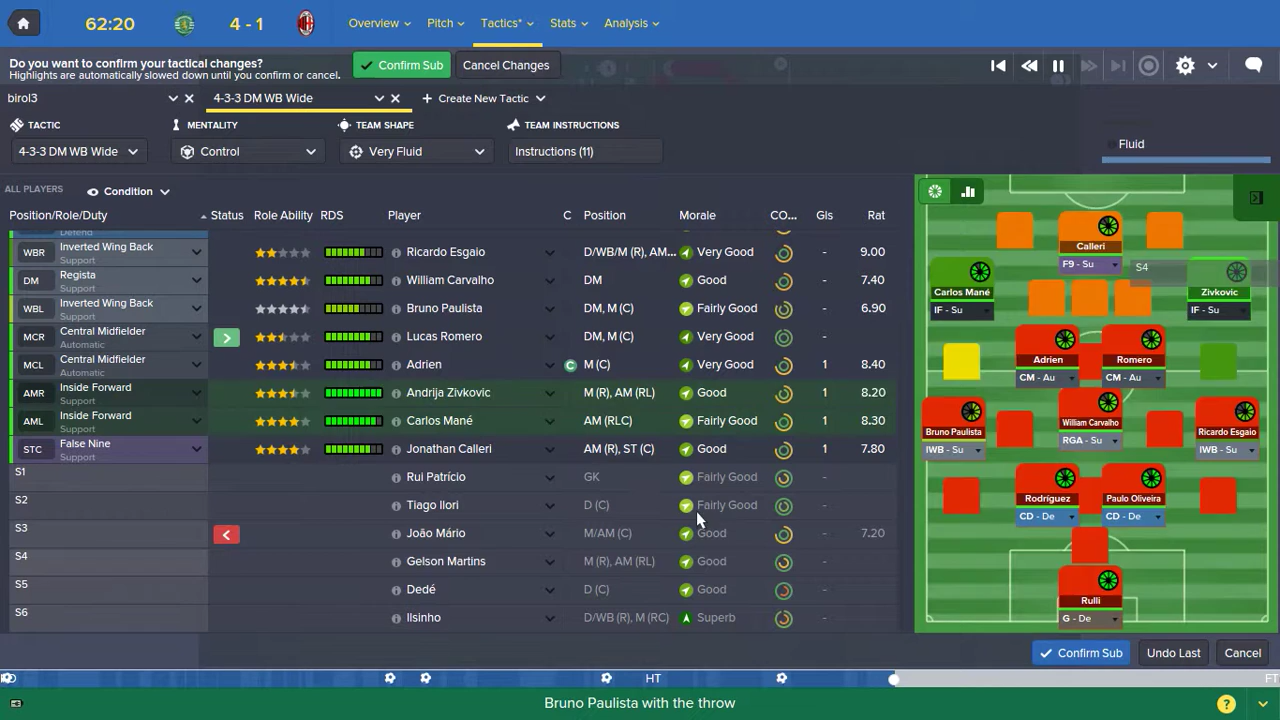 62:20
4 - 1
Overview
Pitch
Tactics*
Stats
Analysis
Do you want to confirm your tactical changes?
Highlights are automatically slowed down until you confirm or cancel.
Confirm Sub
Cancel Changes
birol3
4-3-3 DM WB Wide
Create New Tactic
TACTIC
MENTALITY
TEAM SHAPE
TEAM INSTRUCTIONS
4-3-3 DM WB Wide
Control
Very Fluid
Instructions (11)
Fluid
ALL PLAYERS
Condition
Position/Role/Duty Status Role Ability RDS Player C Position Morale CO... Gls Rat
Defend
WBR Inverted Wing Back Ricardo Esgaio D/WB/M (R), AM... Very Good - 9.00
Support
DM Regista William Carvalho DM Good - 7.40
Support
WBL Inverted Wing Back Bruno Paulista DM, M (C) Fairly Good - 6.90
Support
MCR Central Midfielder Lucas Romero DM, M (C) Very Good - -
Automatic
MCL Central Midfielder Adrien C M (C) Very Good 1 8.40
Automatic
AMR Inside Forward Andrija Zivkovic M (R), AM (RL) Good 1 8.20
Support
AML Inside Forward Carlos Mané AM (RLC) Fairly Good 1 8.30
Support
STC False Nine Jonathan Calleri AM (R), ST (C) Good 1 7.80
Support
S1 Rui Patrício GK Fairly Good - -
S2 Tiago Ilori D (C) Fairly Good - -
S3 João Mário M/AM (C) Good - 7.20
S4 Gelson Martins M (R), AM (RL) Good - -
S5 Dedé D (C) Good - -
S6 Ilsinho D/WB (R), M (RC) Superb - -
Calleri
F9 - Su
S4
Carlos Mané
IF - Su
Zivkovic
IF - Su
Adrien
CM - Au
Romero
CM - Au
Bruno Paulista
IWB - Su
William Carvalho
RGA - Su
Ricardo Esgaio
IWB - Su
Rodríguez
CD - De
Paulo Oliveira
CD - De
Rulli
G - De
Confirm Sub
Undo Last
Cancel
HT
FT
Bruno Paulista with the throw
?